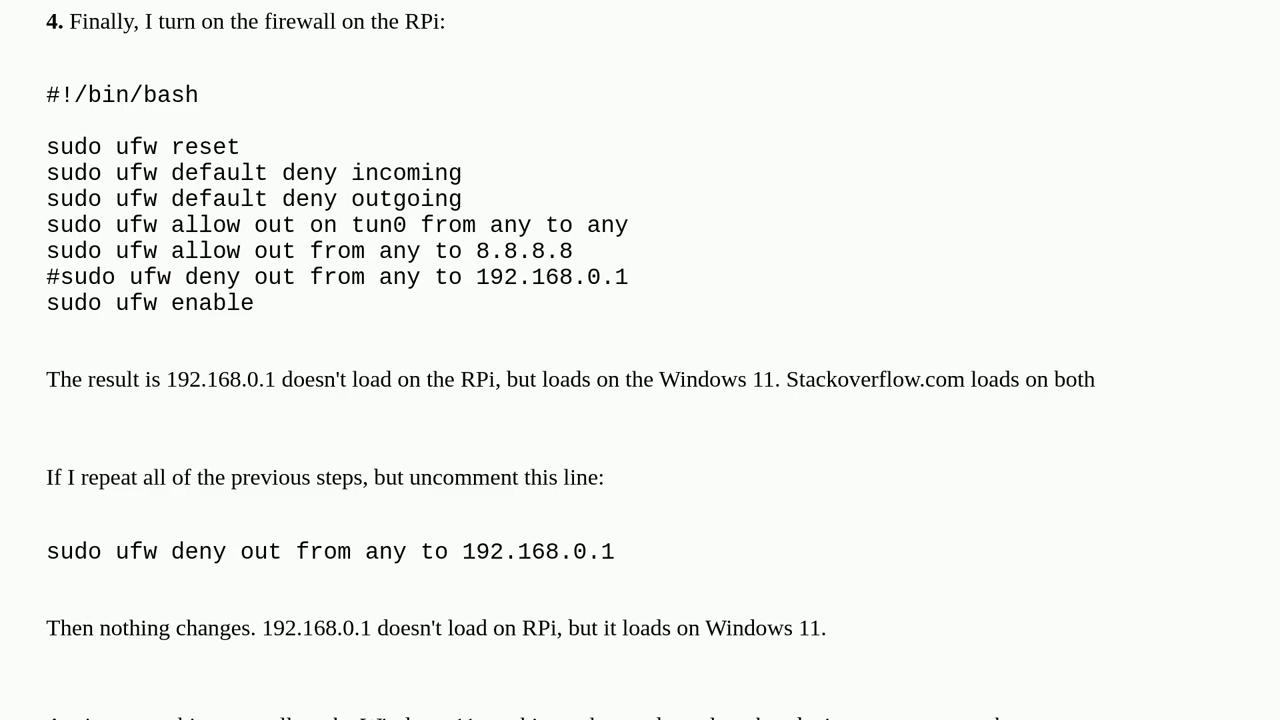 4. Finally, I turn on the firewall on the RPi:
#!/bin/bash
sudo ufw reset
sudo ufw default deny incoming
sudo ufw default deny outgoing
sudo ufw allow out on tun0 from any to any
sudo ufw allow out from any to 8.8.8.8
#sudo ufw deny out from any to 192.168.0.1
sudo ufw enable
The result is 192.168.0.1 doesn't load on the RPi, but loads on the Windows 11. Stackoverflow.com loads on both
If I repeat all of the previous steps, but uncomment this line:
sudo ufw deny out from any to 192.168.0.1
Then nothing changes. 192.168.0.1 doesn't load on RPi, but it loads on Windows 11.